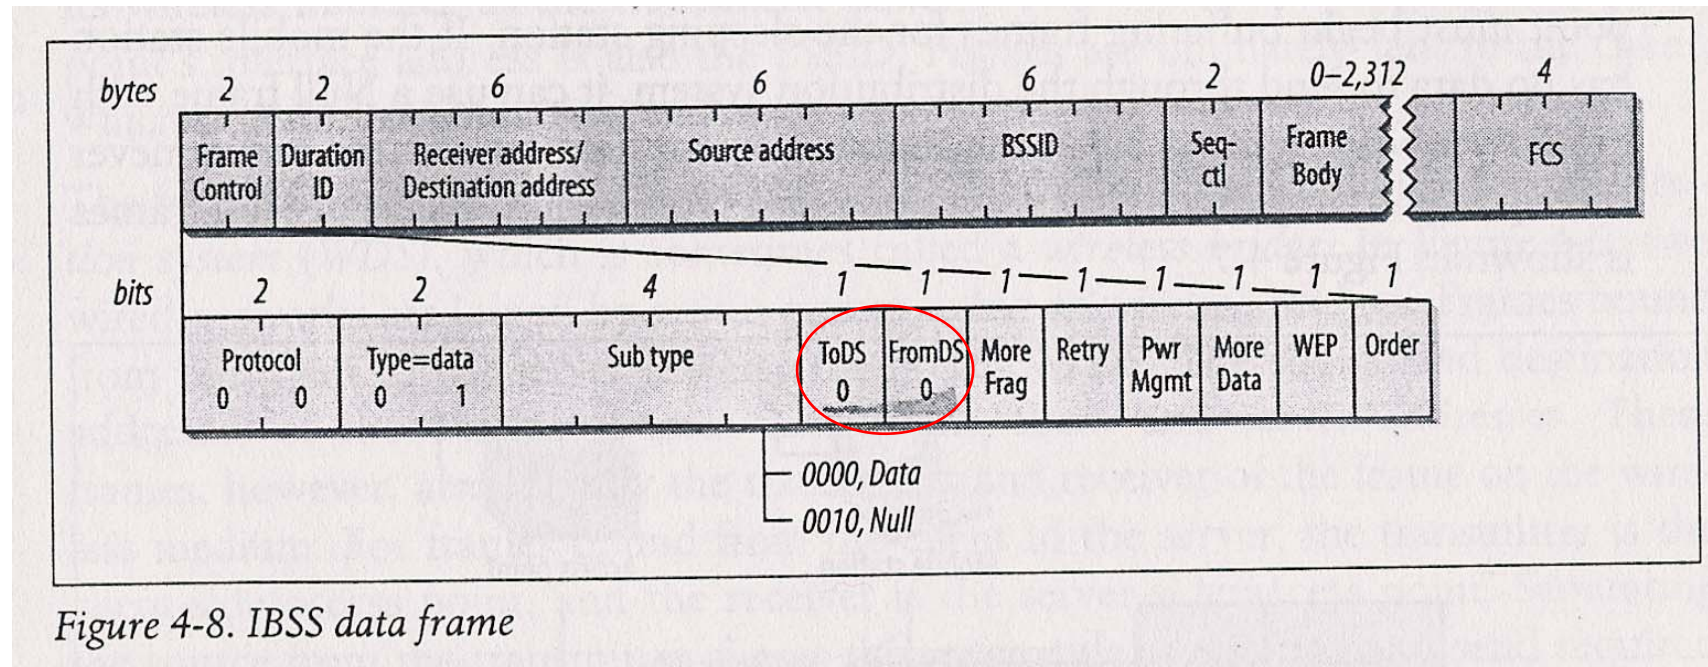 bytes 2 2 6 6 6 2 0–2,312 4
Frame Control Duration ID Receiver address/ Destination address Source address BSSID Seq-ctl Frame Body FCS
bits 2 2 4 1 1 1 1 1 1 1 1
Protocol Type=data Sub type ToDS FromDS More Frag Retry Pwr Mgmt More Data WEP Order
0 0 0 1 0 0
0000, Data
0010, Null
Figure 4-8. IBSS data frame